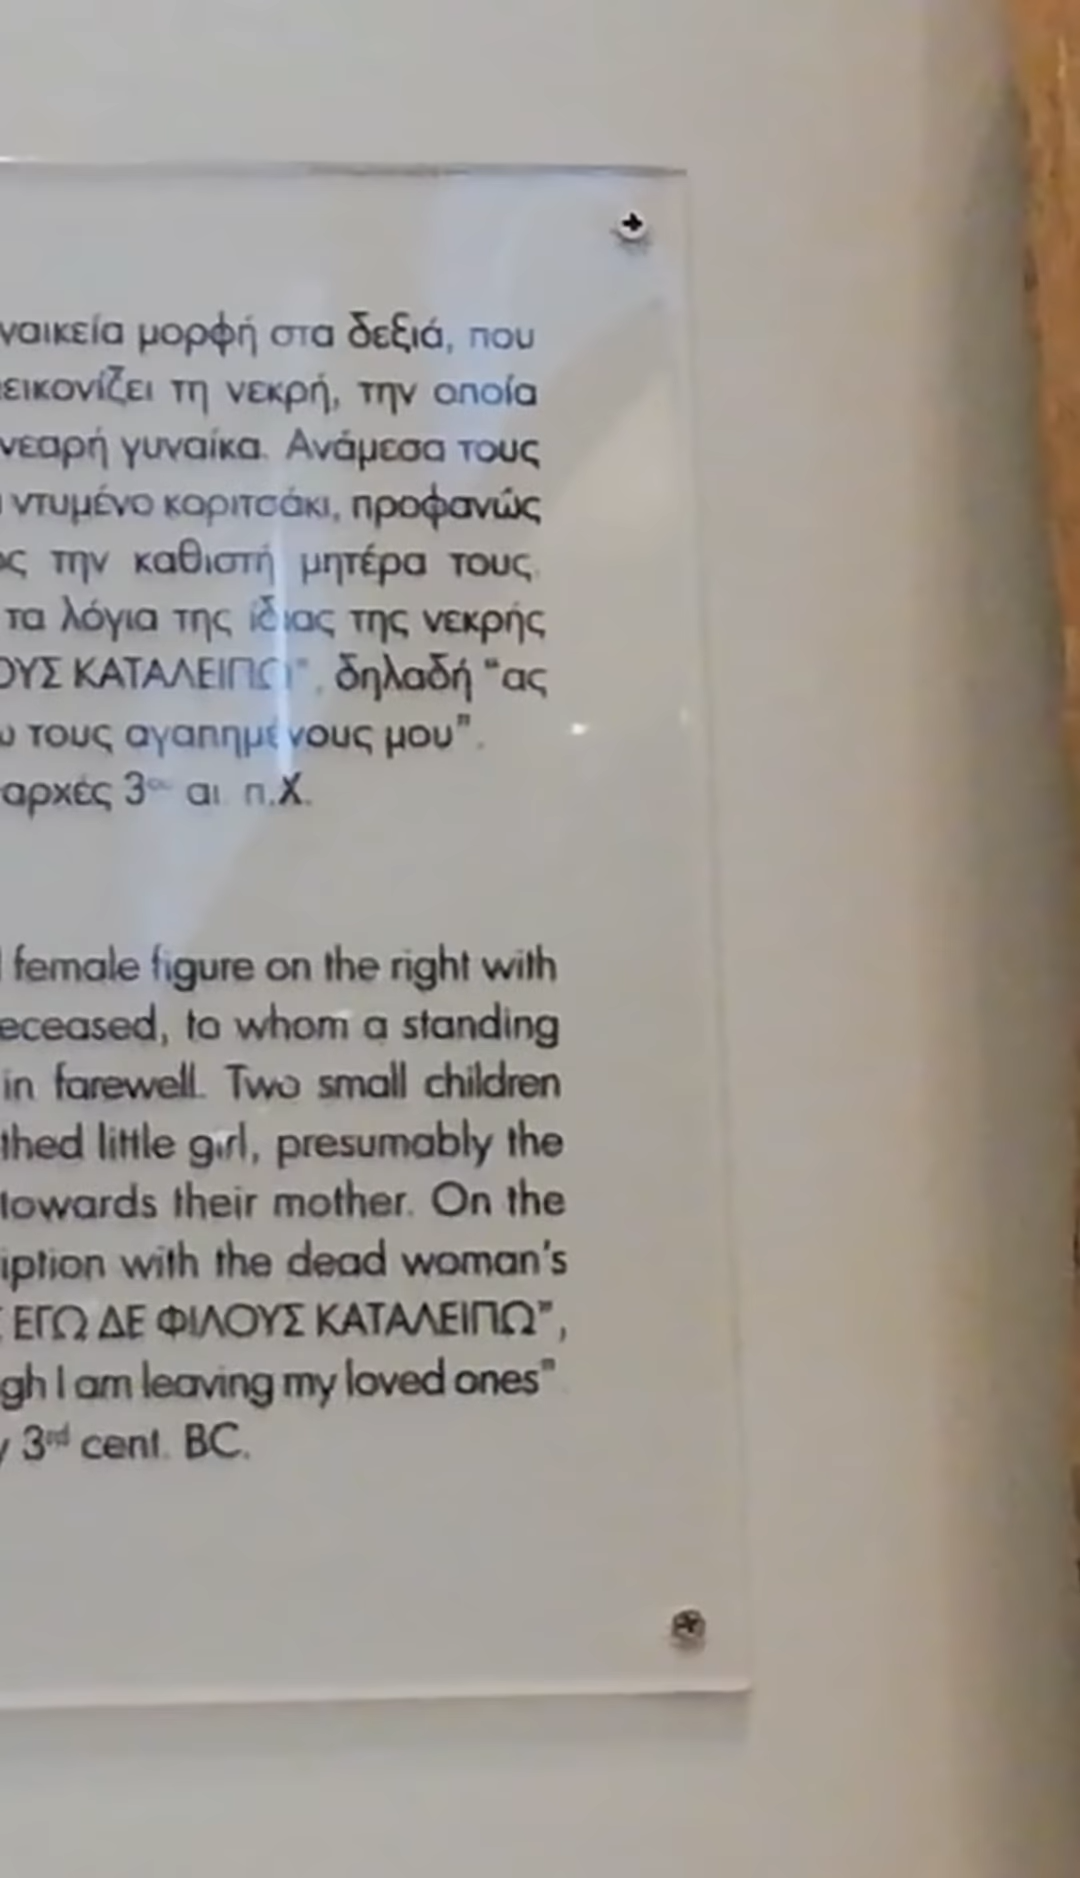 ναικεία μορφή στα δεξιά, που
εικονίζει τη νεκρή, την οποία
νεαρή γυναίκα. Ανάμεσα τους
ντυμένο κοριτσάκι, προφανώς
ος την καθιστή μητέρα τους.
τα λόγια της ίδιας της νεκρής
ΟΥΣ ΚΑΤΑΛΕΙΠΩ", δηλαδή "ας
τους αγαπημένους μου".
αρχές 3ου αι. π.Χ.
female figure on the right with
eceased, to whom a standing
in farewell. Two small children
thed little girl, presumably the
towards their mother. On the
iption with the dead woman's
ΕΓΩ ΔΕ ΦΙΛΟΥΣ ΚΑΤΑΛΕΙΠΩ",
gh I am leaving my loved ones"
y 3rd cent. BC.